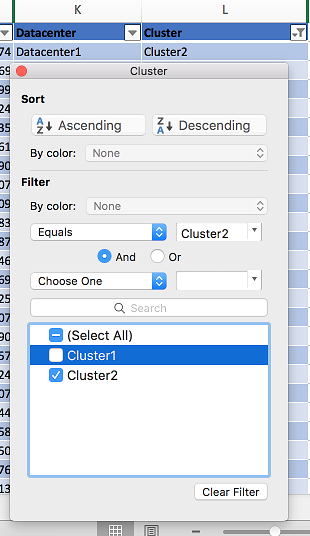 K L
Datacenter Cluster
74 Datacenter1 Cluster2
Cluster
Sort
A Z Ascending Z A Descending
By color: None
Filter
By color: None
Equals Cluster2
And Or
Choose One
Search
(Select All)
Cluster1
Cluster2
Clear Filter